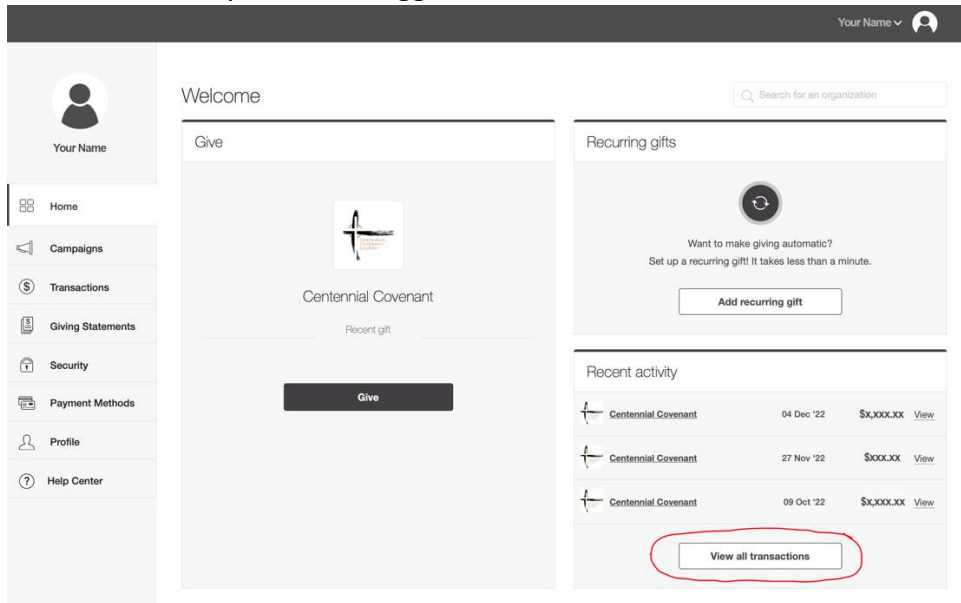 Your Name
Your Name
Home
Campaigns
Transactions
Giving Statements
Security
Payment Methods
Profile
Help Center
Welcome
Search for an organization
Give
Centennial Covenant
Recent gift
Give
Recurring gifts
Want to make giving automatic?
Set up a recurring gift! It takes less than a minute.
Add recurring gift
Recent activity
Centennial Covenant 04 Dec '22 $x,xxx.xx View
Centennial Covenant 27 Nov '22 $xxx.xx View
Centennial Covenant 09 Oct '22 $x,xxx.xx View
View all transactions